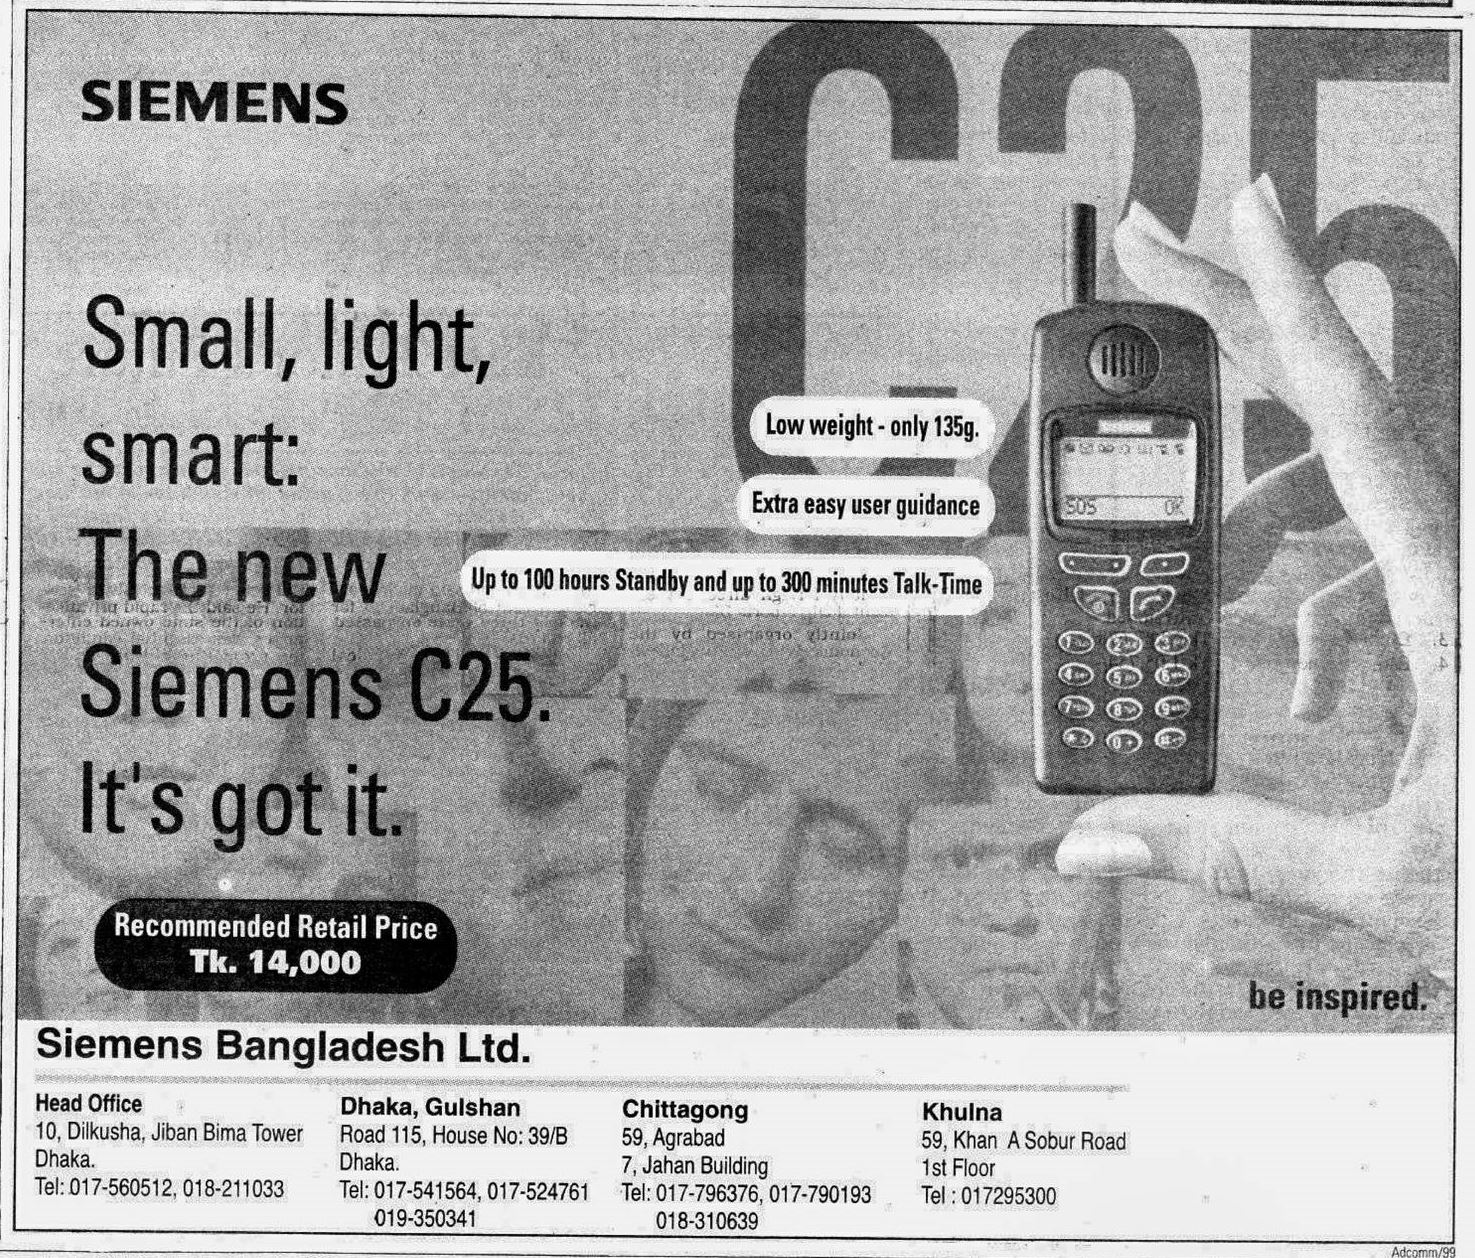 SIEMENS
C25
Small, light,
smart:
The new
Siemens C25.
It's got it.
Low weight - only 135g.
Extra easy user guidance
Up to 100 hours Standby and up to 300 minutes Talk-Time
SOS OK
Recommended Retail Price
Tk. 14,000
be inspired.
Siemens Bangladesh Ltd.
Head Office
10, Dilkusha, Jiban Bima Tower
Dhaka.
Tel: 017-560512, 018-211033
Dhaka, Gulshan
Road 115, House No: 39/B
Dhaka.
Tel: 017-541564, 017-524761
019-350341
Chittagong
59, Agrabad
7, Jahan Building
Tel: 017-796376, 017-790193
018-310639
Khulna
59, Khan A Sobur Road
1st Floor
Tel : 017295300
Adcomm/99